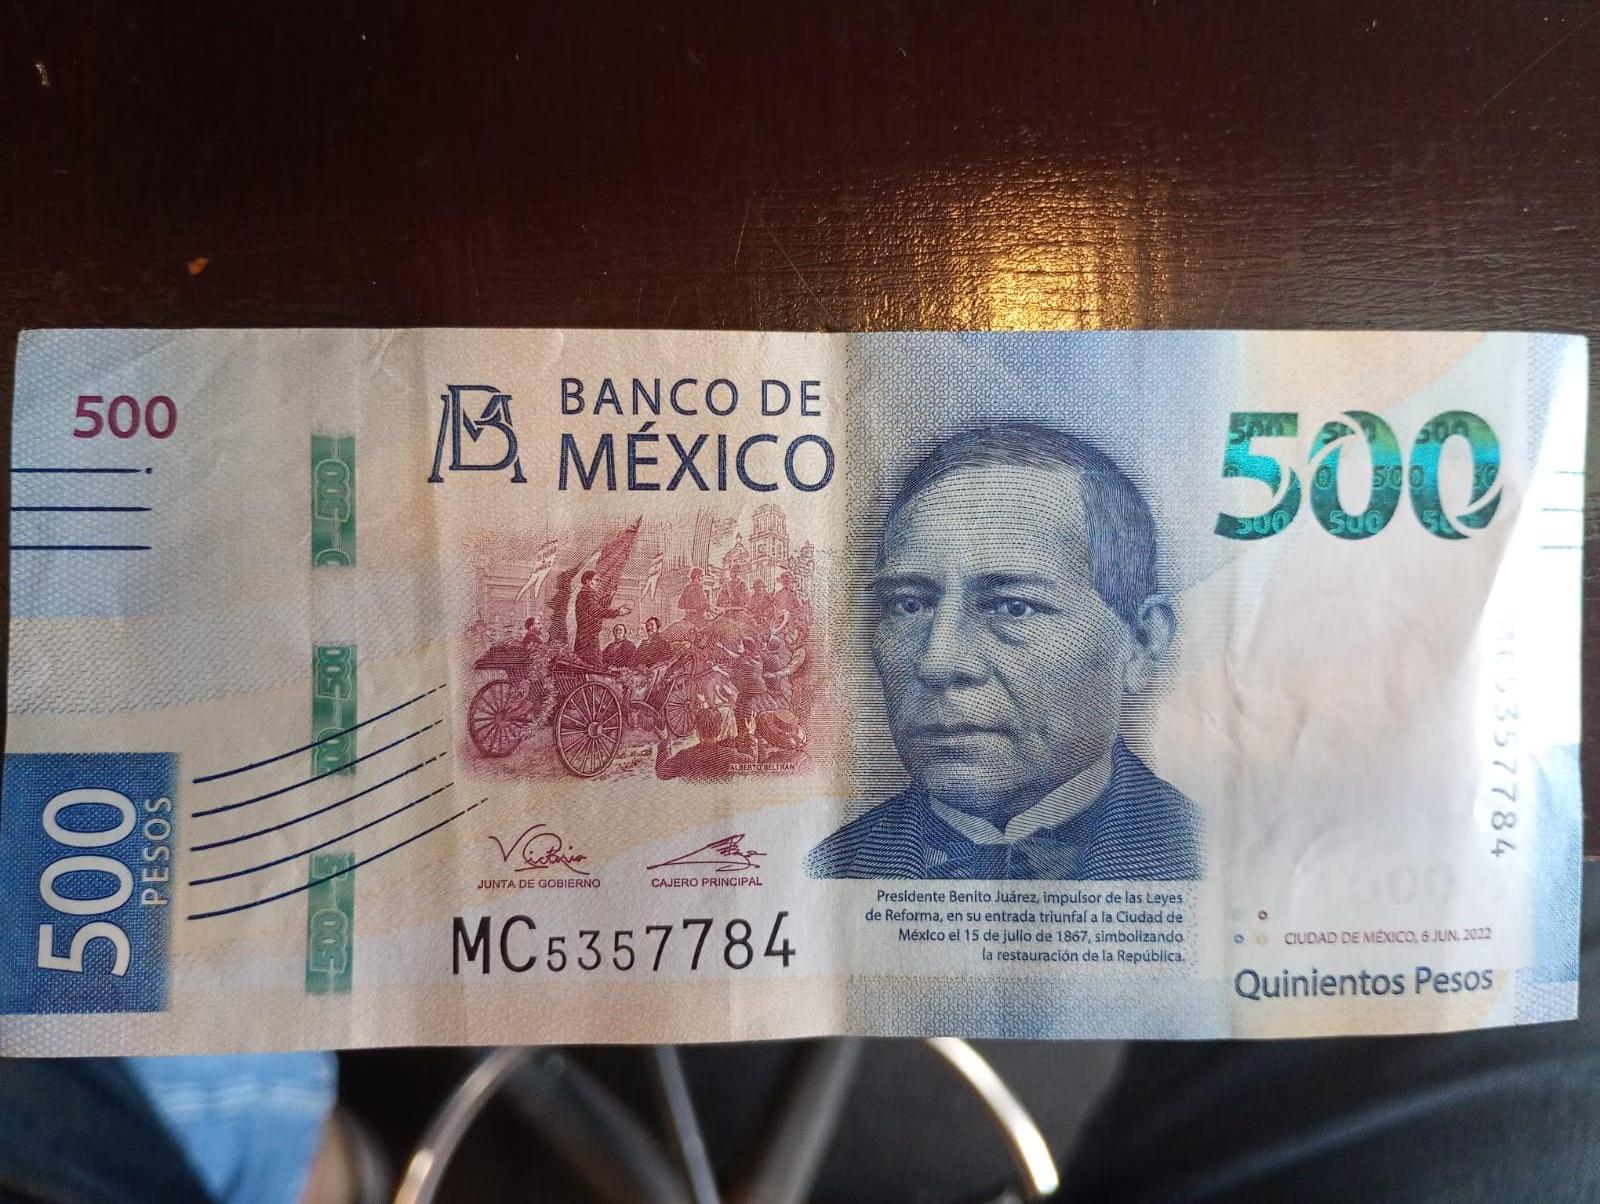 500
BANCO DE
MÉXICO
500
ALBERTO BELTRÁN
500
PESOS
JUNTA DE GOBIERNO
CAJERO PRINCIPAL
MC5357784
Presidente Benito Juárez, impulsor de las Leyes
de Reforma, en su entrada triunfal a la Ciudad de
México el 15 de julio de 1867, simbolizando
la restauración de la República.
MC5357784
CIUDAD DE MÉXICO, 6 JUN. 2022
Quinientos Pesos